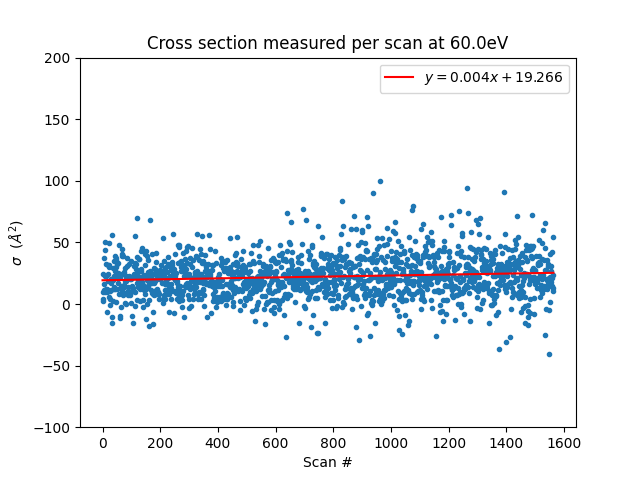 Cross section measured per scan at 60.0eV
200
150
100
50
0
−50
−100
σ (Å²)
y = 0.004x + 19.266
0 200 400 600 800 1000 1200 1400 1600
Scan #